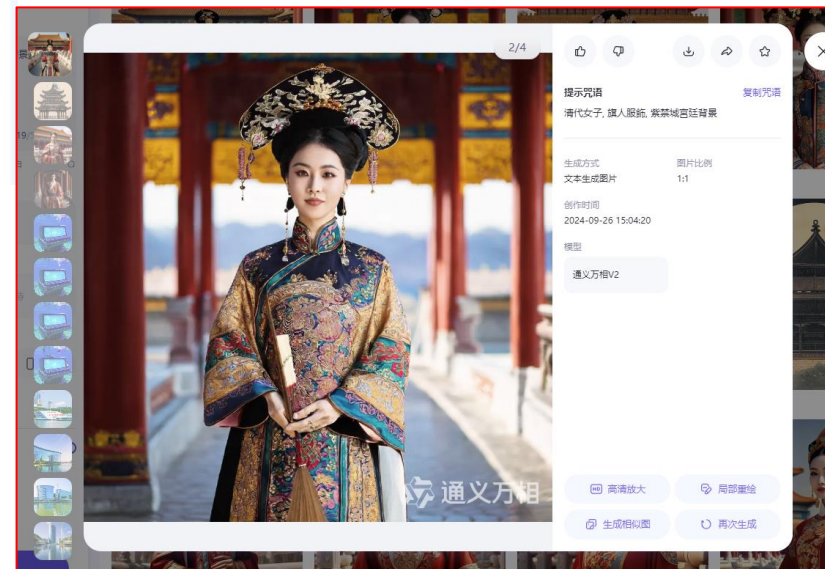 2/4
提示咒语
复制咒语
清代女子, 旗人服飾, 紫禁城宫廷背景
生成方式
图片比例
文本生成图片
1:1
创作时间
2024-09-26 15:04:20
模型
通义万相V2
通义万相
HD 高清放大
局部重绘
生成相似图
再次生成